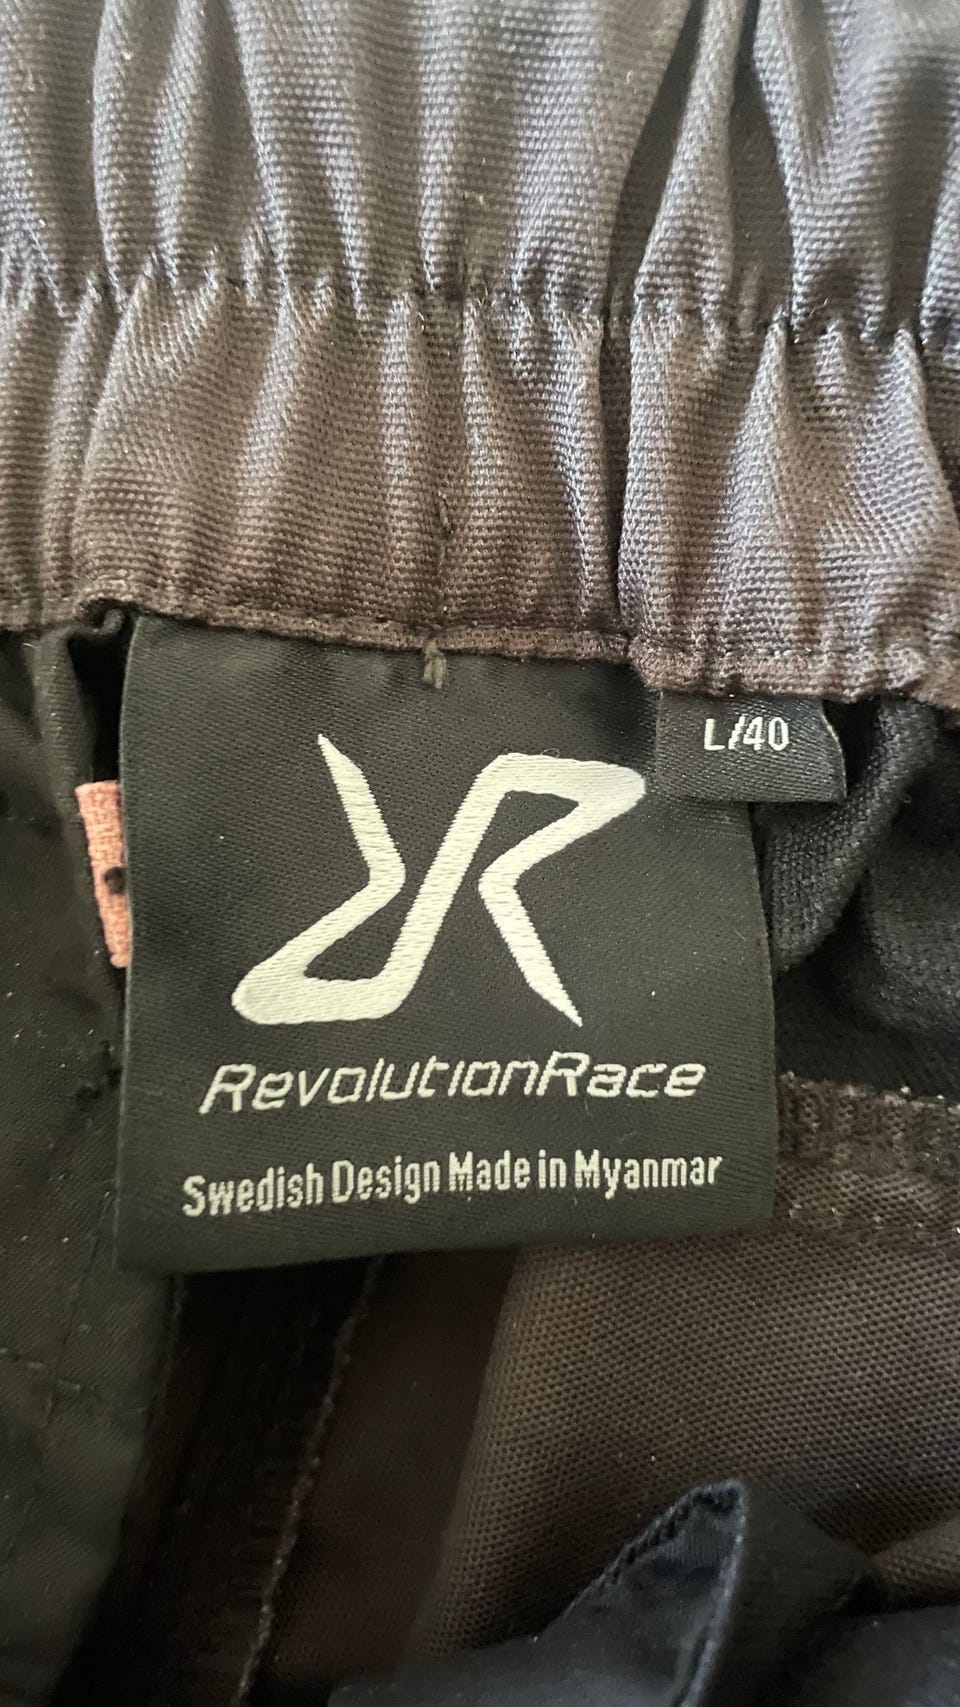 L/40
RevolutionRace
Swedish Design Made in Myanmar